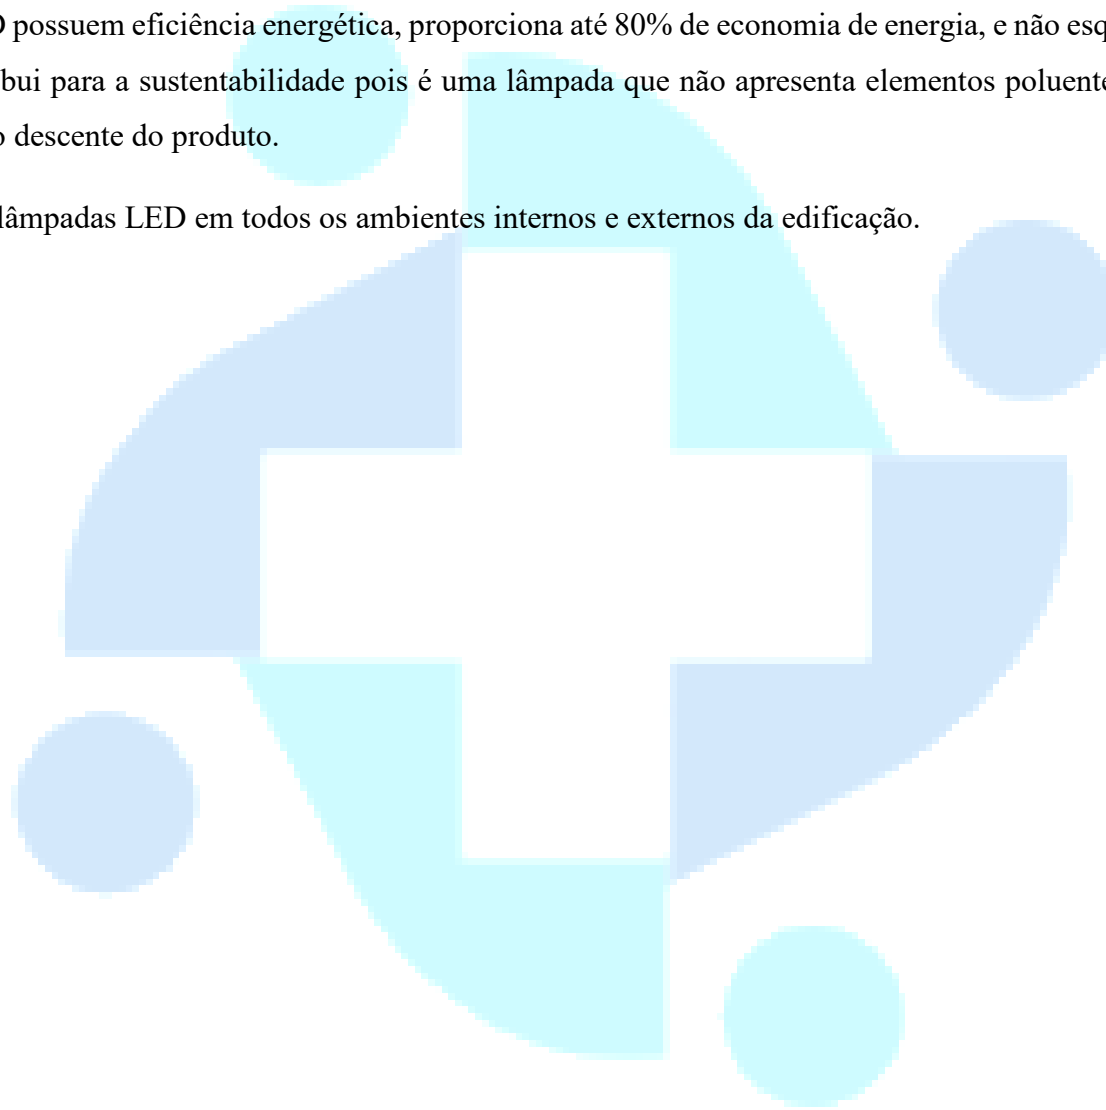 possuem eficiência energética, proporciona até 80% de economia de energia, e não esq
bui para a sustentabilidade pois é uma lâmpada que não apresenta elementos poluente
o descente do produto.
lâmpadas LED em todos os ambientes internos e externos da edificação.